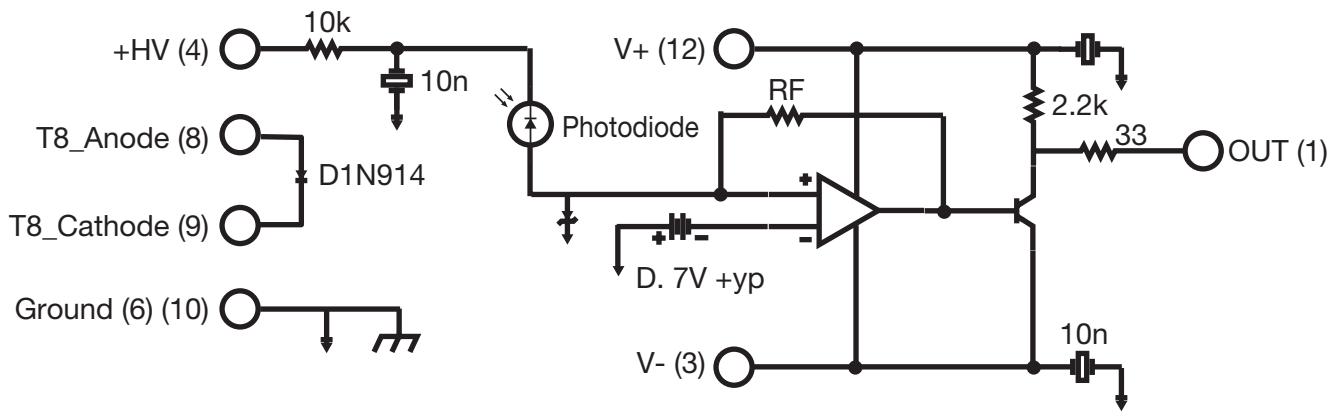 10k
+HV (4)
10n
T8_Anode (8)
D1N914
T8_Cathode (9)
Ground (6) (10)
Photodiode
V+ (12)
RF
2.2k
33
OUT (1)
+
-
+ -
D. 7V +yp
10n
V- (3)